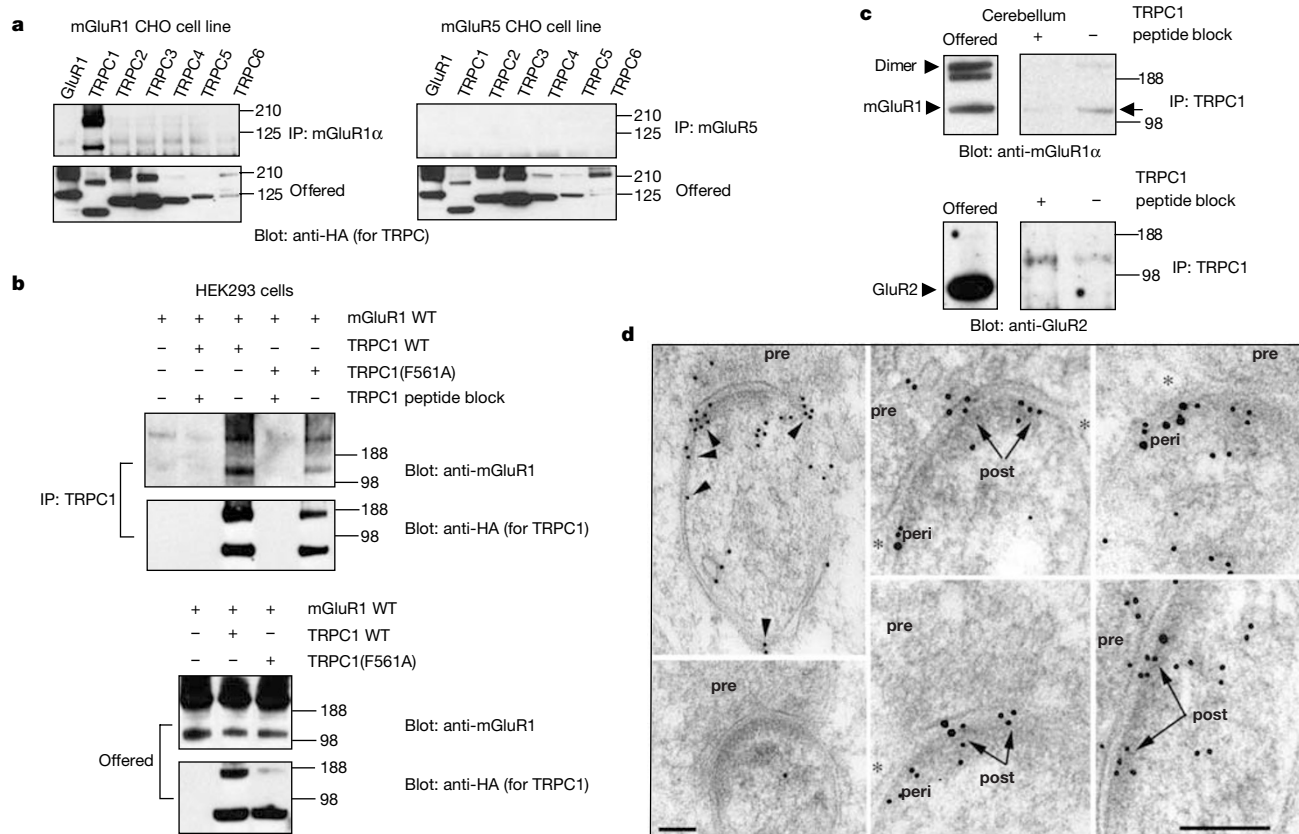 a
mGluR1 CHO cell line
GluR1 TRPC1 TRPC2 TRPC3 TRPC4 TRPC5 TRPC6
210
125
IP: mGluR1α
210
125
Offered
mGluR5 CHO cell line
GluR1 TRPC1 TRPC2 TRPC3 TRPC4 TRPC5 TRPC6
210
125
IP: mGluR5
210
125
Offered
Blot: anti-HA (for TRPC)
b
HEK293 cells
+ + + + + mGluR1 WT
– + + – – TRPC1 WT
– – – + + TRPC1(F561A)
– + – + – TRPC1 peptide block
188
98
Blot: anti-mGluR1
IP: TRPC1
188
98
Blot: anti-HA (for TRPC1)
+ + + mGluR1 WT
– + – TRPC1 WT
– – + TRPC1(F561A)
188
98
Blot: anti-mGluR1
Offered
188
98
Blot: anti-HA (for TRPC1)
c
Cerebellum
TRPC1
peptide block
Offered + –
Dimer
188
mGluR1
IP: TRPC1
98
Blot: anti-mGluR1α
TRPC1
peptide block
Offered + –
188
98
IP: TRPC1
GluR2
Blot: anti-GluR2
d
pre
pre
post
peri
*
*
pre
*
peri
pre
pre
post
peri
*
pre
post